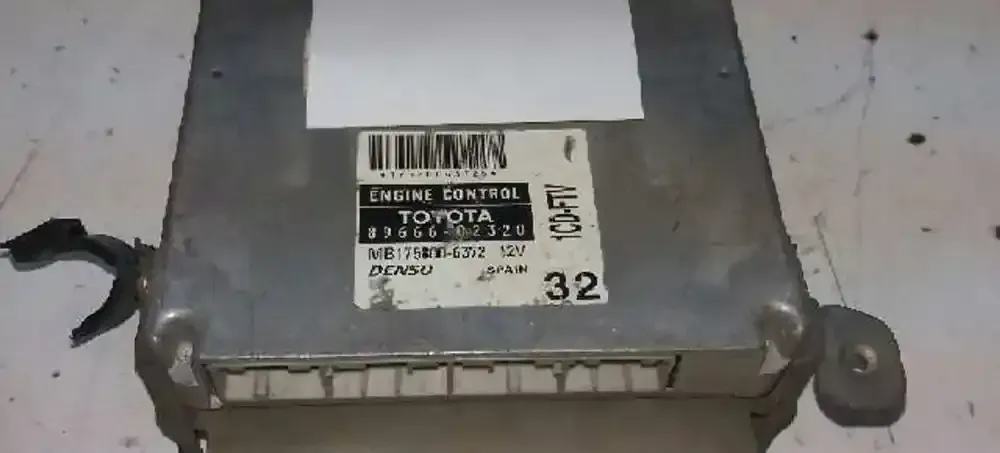 ENGINE CONTROL
TOYOTA
89666-02320
MB175800-6372 12V
DENSO SPAIN
1CD-FTV
32